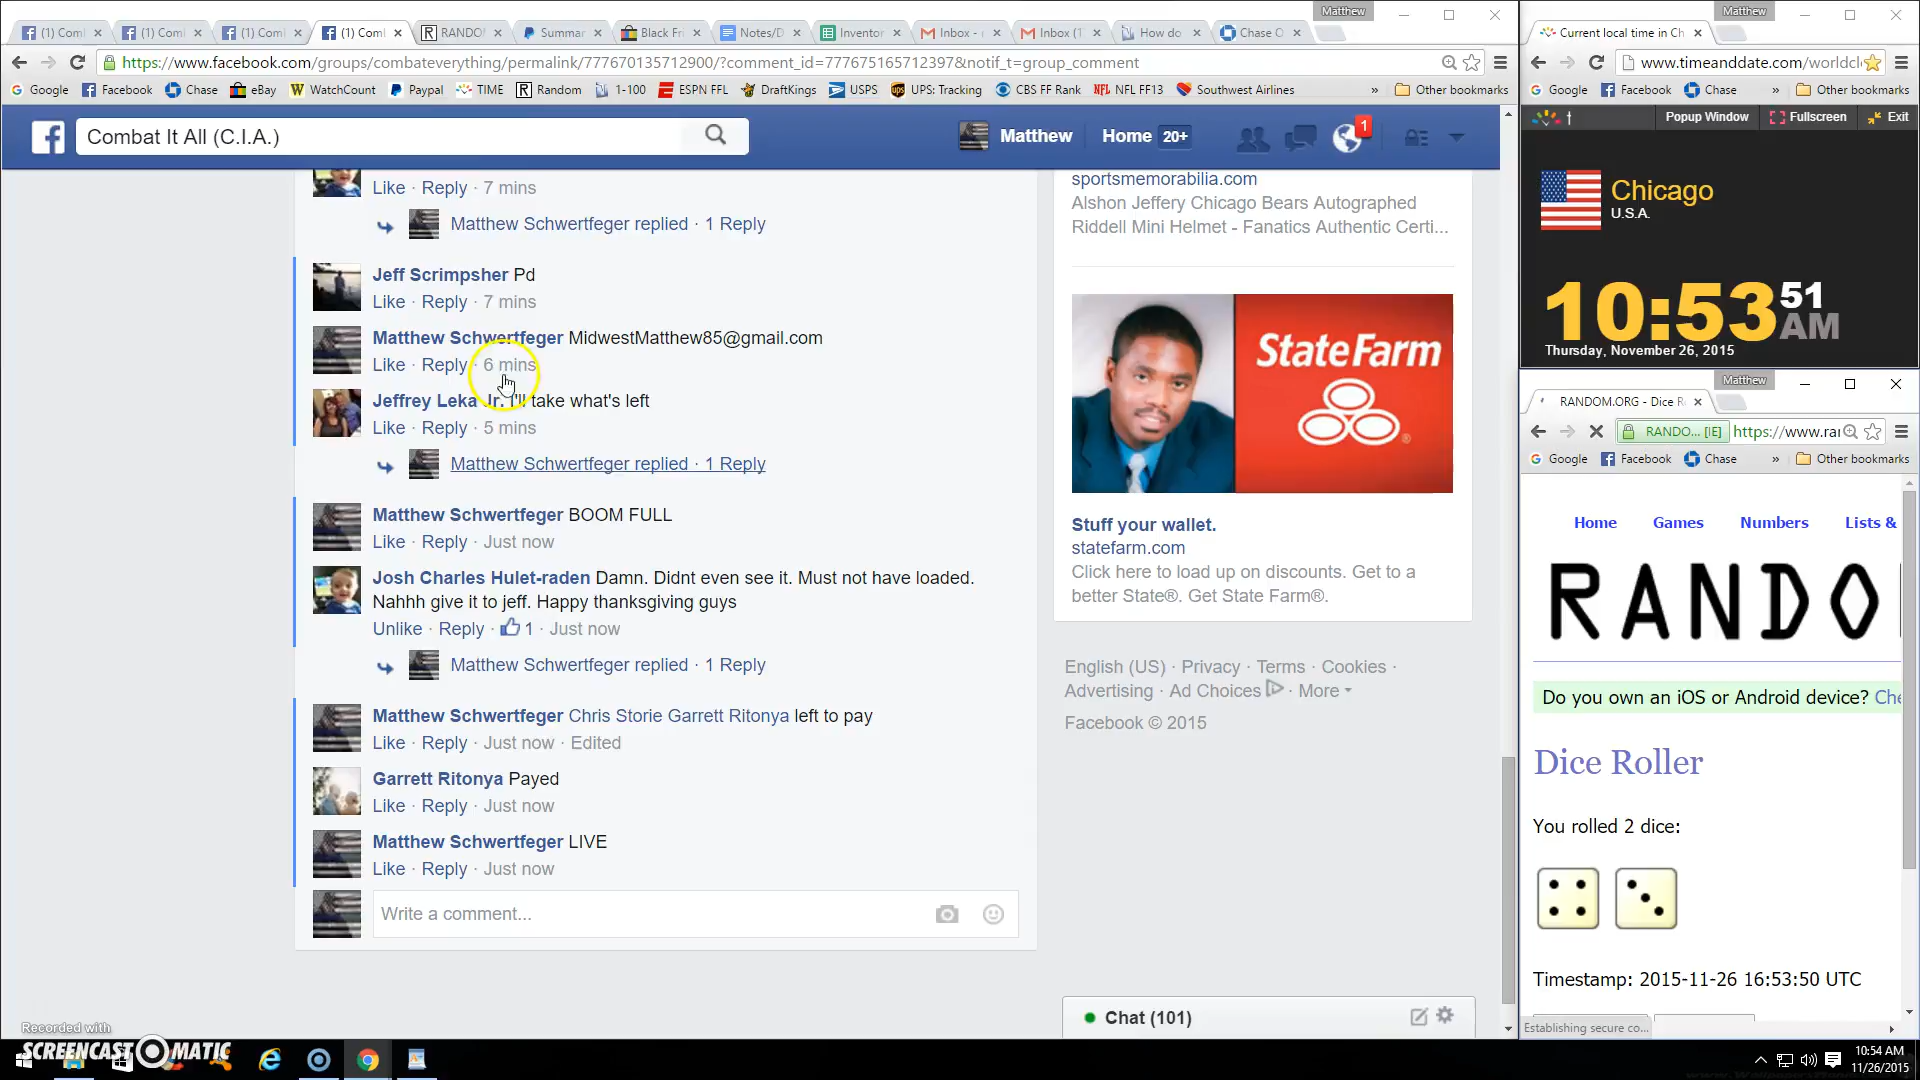 Matthew
Matthew
(1) Coml
(1) Coml
(1) Coml
(1) Coml
RANDO
Summar
Black Fri
Notes/D
Inventor
Inbox -
Inbox (1
How do
Chase O
Current local time in Ch
https://www.facebook.com/groups/combateverything/permalink/777670135712900/?comment_id=777675165712397&notif_t=group_comment
www.timeanddate.com/worldcl
Google
Facebook
Chase
eBay
WatchCount
Paypal
TIME
Random
1-100
ESPN FFL
DraftKings
USPS
UPS: Tracking
CBS FF Rank
NFL FF13
Southwest Airlines
»
Other bookmarks
Google
Facebook
Chase
»
Other bookmarks
Combat It All (C.I.A.)
Matthew
Home 20+
1
t
Popup Window
Fullscreen
Exit
Chicago
U.S.A.
10:53 51 AM
Thursday, November 26, 2015
Like · Reply · 7 mins
Matthew Schwertfeger replied · 1 Reply
Jeff Scrimpsher Pd
Like · Reply · 7 mins
Matthew Schwertfeger MidwestMatthew85@gmail.com
Like · Reply · 6 mins
Jeffrey Leka Jr. I'll take what's left
Like · Reply · 5 mins
Matthew Schwertfeger replied · 1 Reply
Matthew Schwertfeger BOOM FULL
Like · Reply · Just now
Josh Charles Hulet-raden Damn. Didnt even see it. Must not have loaded.
Nahhh give it to jeff. Happy thanksgiving guys
Unlike · Reply · 1 · Just now
Matthew Schwertfeger replied · 1 Reply
Matthew Schwertfeger Chris Storie Garrett Ritonya left to pay
Like · Reply · Just now · Edited
Garrett Ritonya Payed
Like · Reply · Just now
Matthew Schwertfeger LIVE
Like · Reply · Just now
Write a comment...
sportsmemorabilia.com
Alshon Jeffery Chicago Bears Autographed
Riddell Mini Helmet - Fanatics Authentic Certi...
StateFarm
Stuff your wallet.
statefarm.com
Click here to load up on discounts. Get to a
better State®. Get State Farm®.
English (US) · Privacy · Terms · Cookies ·
Advertising · Ad Choices · More
Facebook © 2015
Chat (101)
Matthew
RANDOM.ORG - Dice R
RANDO... [IE]
https://www.rai
Google
Facebook
Chase
»
Other bookmarks
Home
Games
Numbers
Lists &
RANDO
Do you own an iOS or Android device? Che
Dice Roller
You rolled 2 dice:
Timestamp: 2015-11-26 16:53:50 UTC
Establishing secure co...
Recorded with
SCREENCAST O MATIC
10:54 AM
11/26/2015